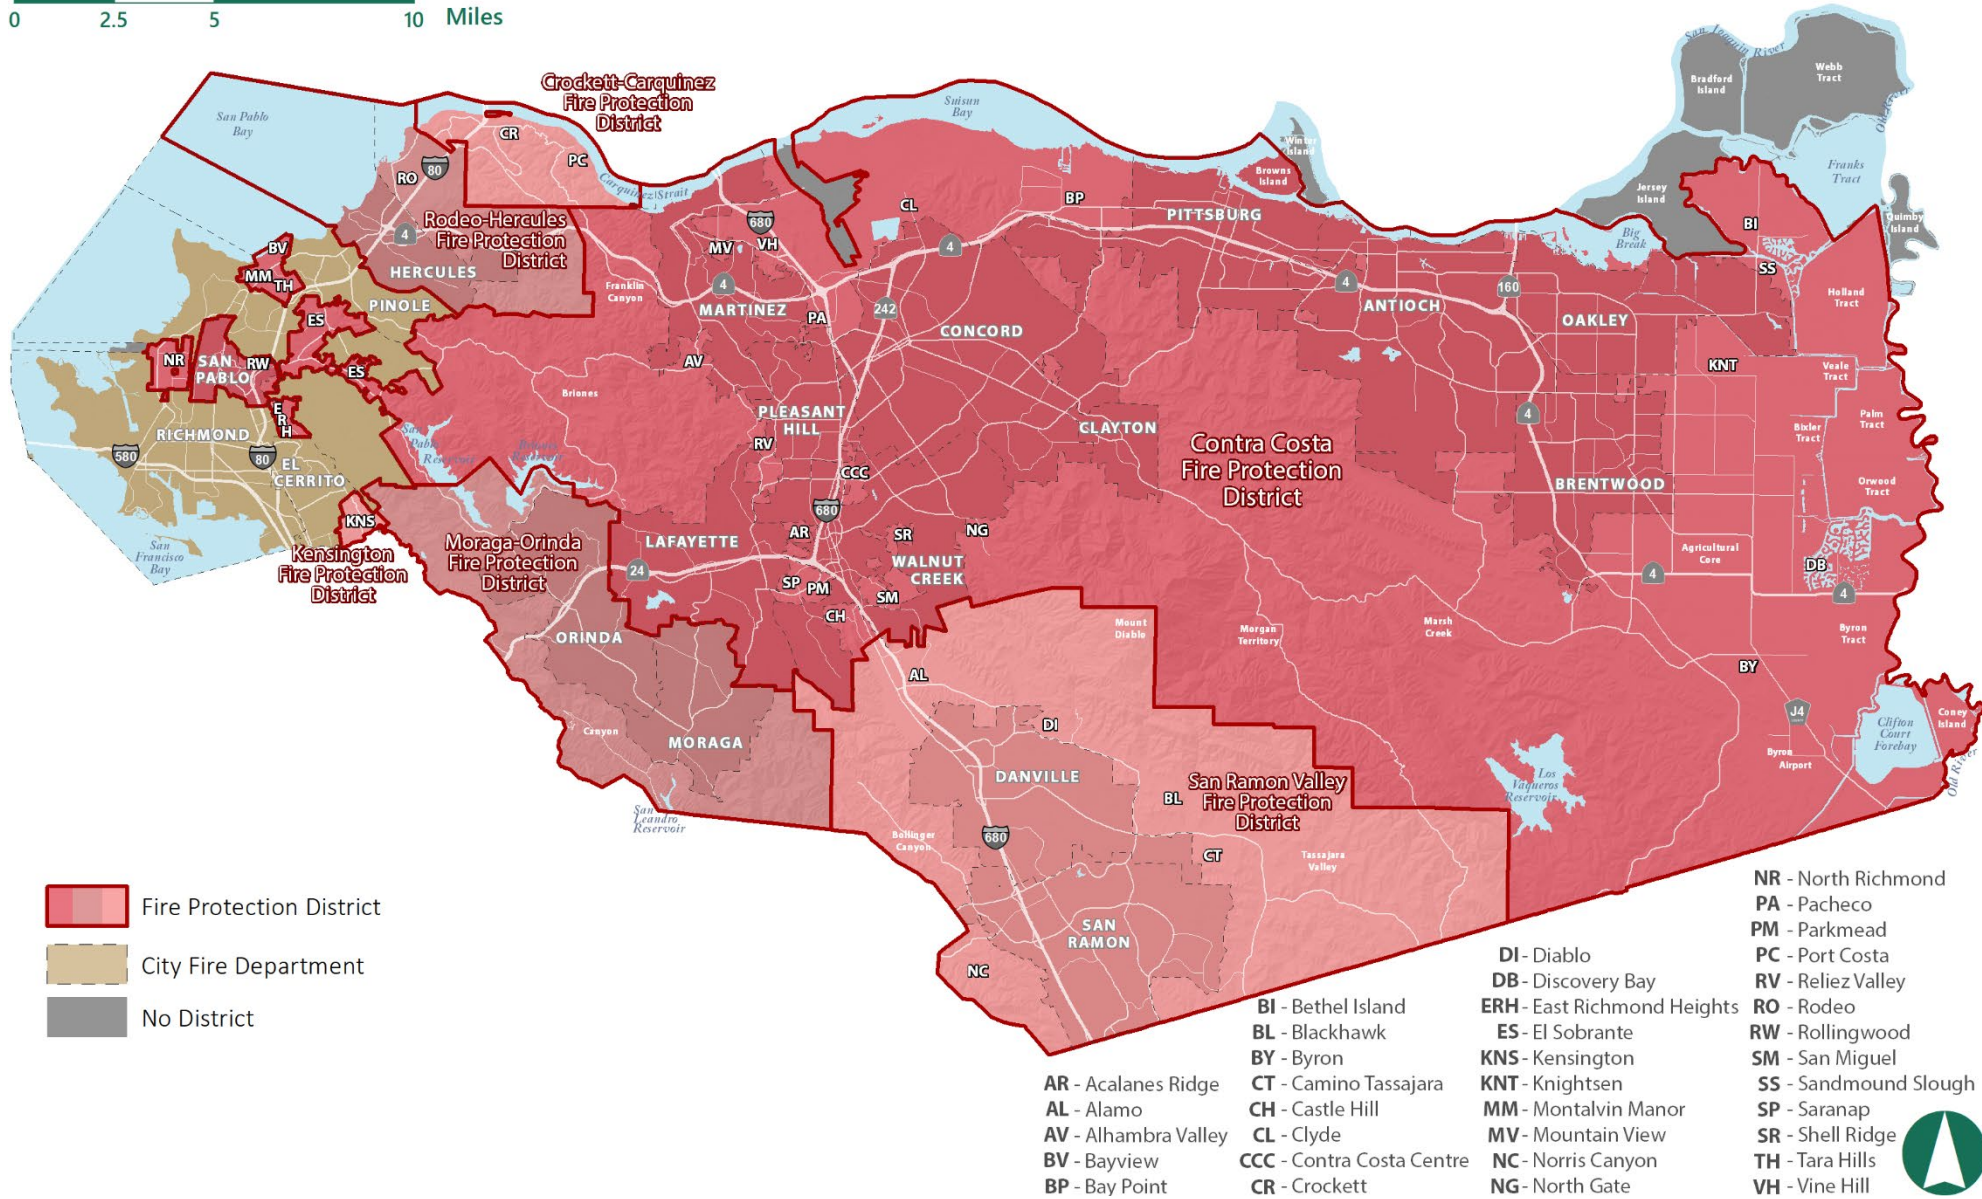 0 2.5 5 10 Miles
Crockett-Carquinez
Fire Protection
District
San Pablo
Bay
Suisun
Bay
San Joaquin River
Bradford
Island
Webb
Tract
Old River
Franks
Tract
Winter
Island
Browns
Island
Jersey
Island
Quimby
Island
Big
Break
CR
PC
80
RO
Carquinez Strait
Rodeo-Hercules
Fire Protection
District
4
HERCULES
BV
MM
TH
PINOLE
ES
NR
SAN
PABLO
RW
ES
E
R
H
RICHMOND
580
80
EL
CERRITO
KNS
San
Francisco
Bay
Kensington
Fire Protection
District
Franklin
Canyon
MV
680
VH
CL
4
BP
PITTSBURG
4
MARTINEZ
PA
242
CONCORD
AV
Briones
San
Pablo
Reservoir
Briones
Reservoir
PLEASANT
HILL
RV
CCC
CLAYTON
680
AR
SR
NG
LAFAYETTE
24
WALNUT
CREEK
SP
PM
SM
CH
Moraga-Orinda
Fire Protection
District
ORINDA
MORAGA
Canyon
San
Leandro
Reservoir
Contra Costa
Fire Protection
District
4
ANTIOCH
160
OAKLEY
BI
SS
Holland
Tract
KNT
Veale
Tract
Palm
Tract
Bixler
Tract
Orwood
Tract
4
BRENTWOOD
Agricultural
Core
DB
4
4
Byron
Tract
BY
J4
Clifton
Court
Forebay
Coney
Island
Old River
Byron
Airport
Los
Vaqueros
Reservoir
Mount
Diablo
Morgan
Territory
Marsh
Creek
AL
DI
DANVILLE
BL
San Ramon Valley
Fire Protection
District
Bollinger
Canyon
680
CT
Tassajara
Valley
SAN
RAMON
NC
Fire Protection District
City Fire Department
No District
AR - Acalanes Ridge
AL - Alamo
AV - Alhambra Valley
BV - Bayview
BP - Bay Point
BI - Bethel Island
BL - Blackhawk
BY - Byron
CT - Camino Tassajara
CH - Castle Hill
CL - Clyde
CCC - Contra Costa Centre
CR - Crockett
DI - Diablo
DB - Discovery Bay
ERH - East Richmond Heights
ES - El Sobrante
KNS - Kensington
KNT - Knightsen
MM - Montalvin Manor
MV - Mountain View
NC - Norris Canyon
NG - North Gate
NR - North Richmond
PA - Pacheco
PM - Parkmead
PC - Port Costa
RV - Reliez Valley
RO - Rodeo
RW - Rollingwood
SM - San Miguel
SS - Sandmound Slough
SP - Saranap
SR - Shell Ridge
TH - Tara Hills
VH - Vine Hill